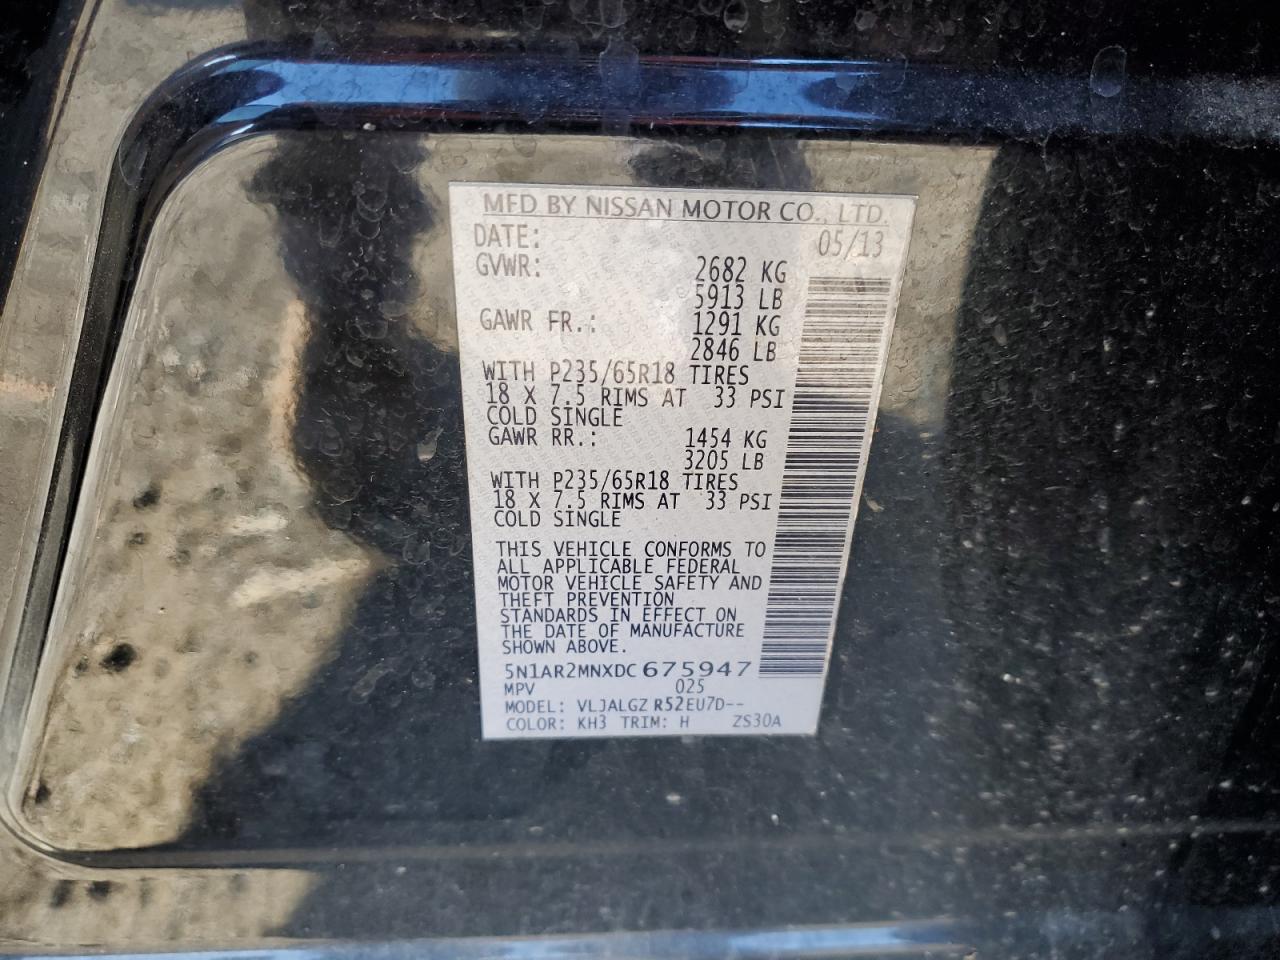 MFD BY NISSAN MOTOR CO., LTD.
DATE: 05/13
GVWR: 2682 KG
5913 LB
GAWR FR.: 1291 KG
2846 LB
WITH P235/65R18 TIRES
18 X 7.5 RIMS AT 33 PSI
COLD SINGLE
GAWR RR.: 1454 KG
3205 LB
WITH P235/65R18 TIRES
18 X 7.5 RIMS AT 33 PSI
COLD SINGLE
THIS VEHICLE CONFORMS TO
ALL APPLICABLE FEDERAL
MOTOR VEHICLE SAFETY AND
THEFT PREVENTION
STANDARDS IN EFFECT ON
THE DATE OF MANUFACTURE
SHOWN ABOVE.
5N1AR2MNXDC675947
MPV 025
MODEL: VLJALGZ R52EU7D--
COLOR: KH3 TRIM: H ZS30A